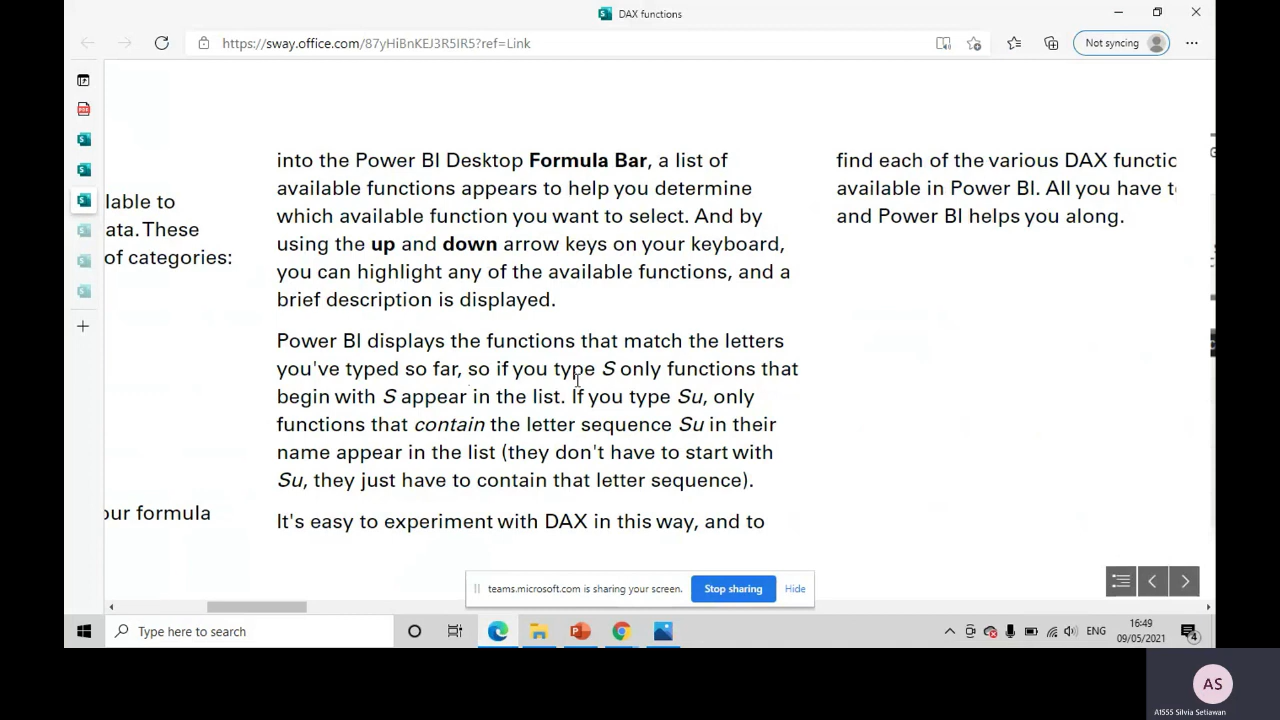 DAX functions
https://sway.office.com/87yHiBnKEJ3R5IR5?ref=Link
Not syncing
lable to
ata. These
of categories:
our formula
into the Power BI Desktop Formula Bar, a list of
available functions appears to help you determine
which available function you want to select. And by
using the up and down arrow keys on your keyboard,
you can highlight any of the available functions, and a
brief description is displayed.
Power BI displays the functions that match the letters
you've typed so far, so if you type S only functions that
begin with S appear in the list. If you type Su, only
functions that contain the letter sequence Su in their
name appear in the list (they don't have to start with
Su, they just have to contain that letter sequence).
It's easy to experiment with DAX in this way, and to
find each of the various DAX functio
available in Power BI. All you have t
and Power BI helps you along.
teams.microsoft.com is sharing your screen.
Stop sharing
Hide
Type here to search
ENG
16:49
09/05/2021
4
AS
A1555 Silvia Setiawan